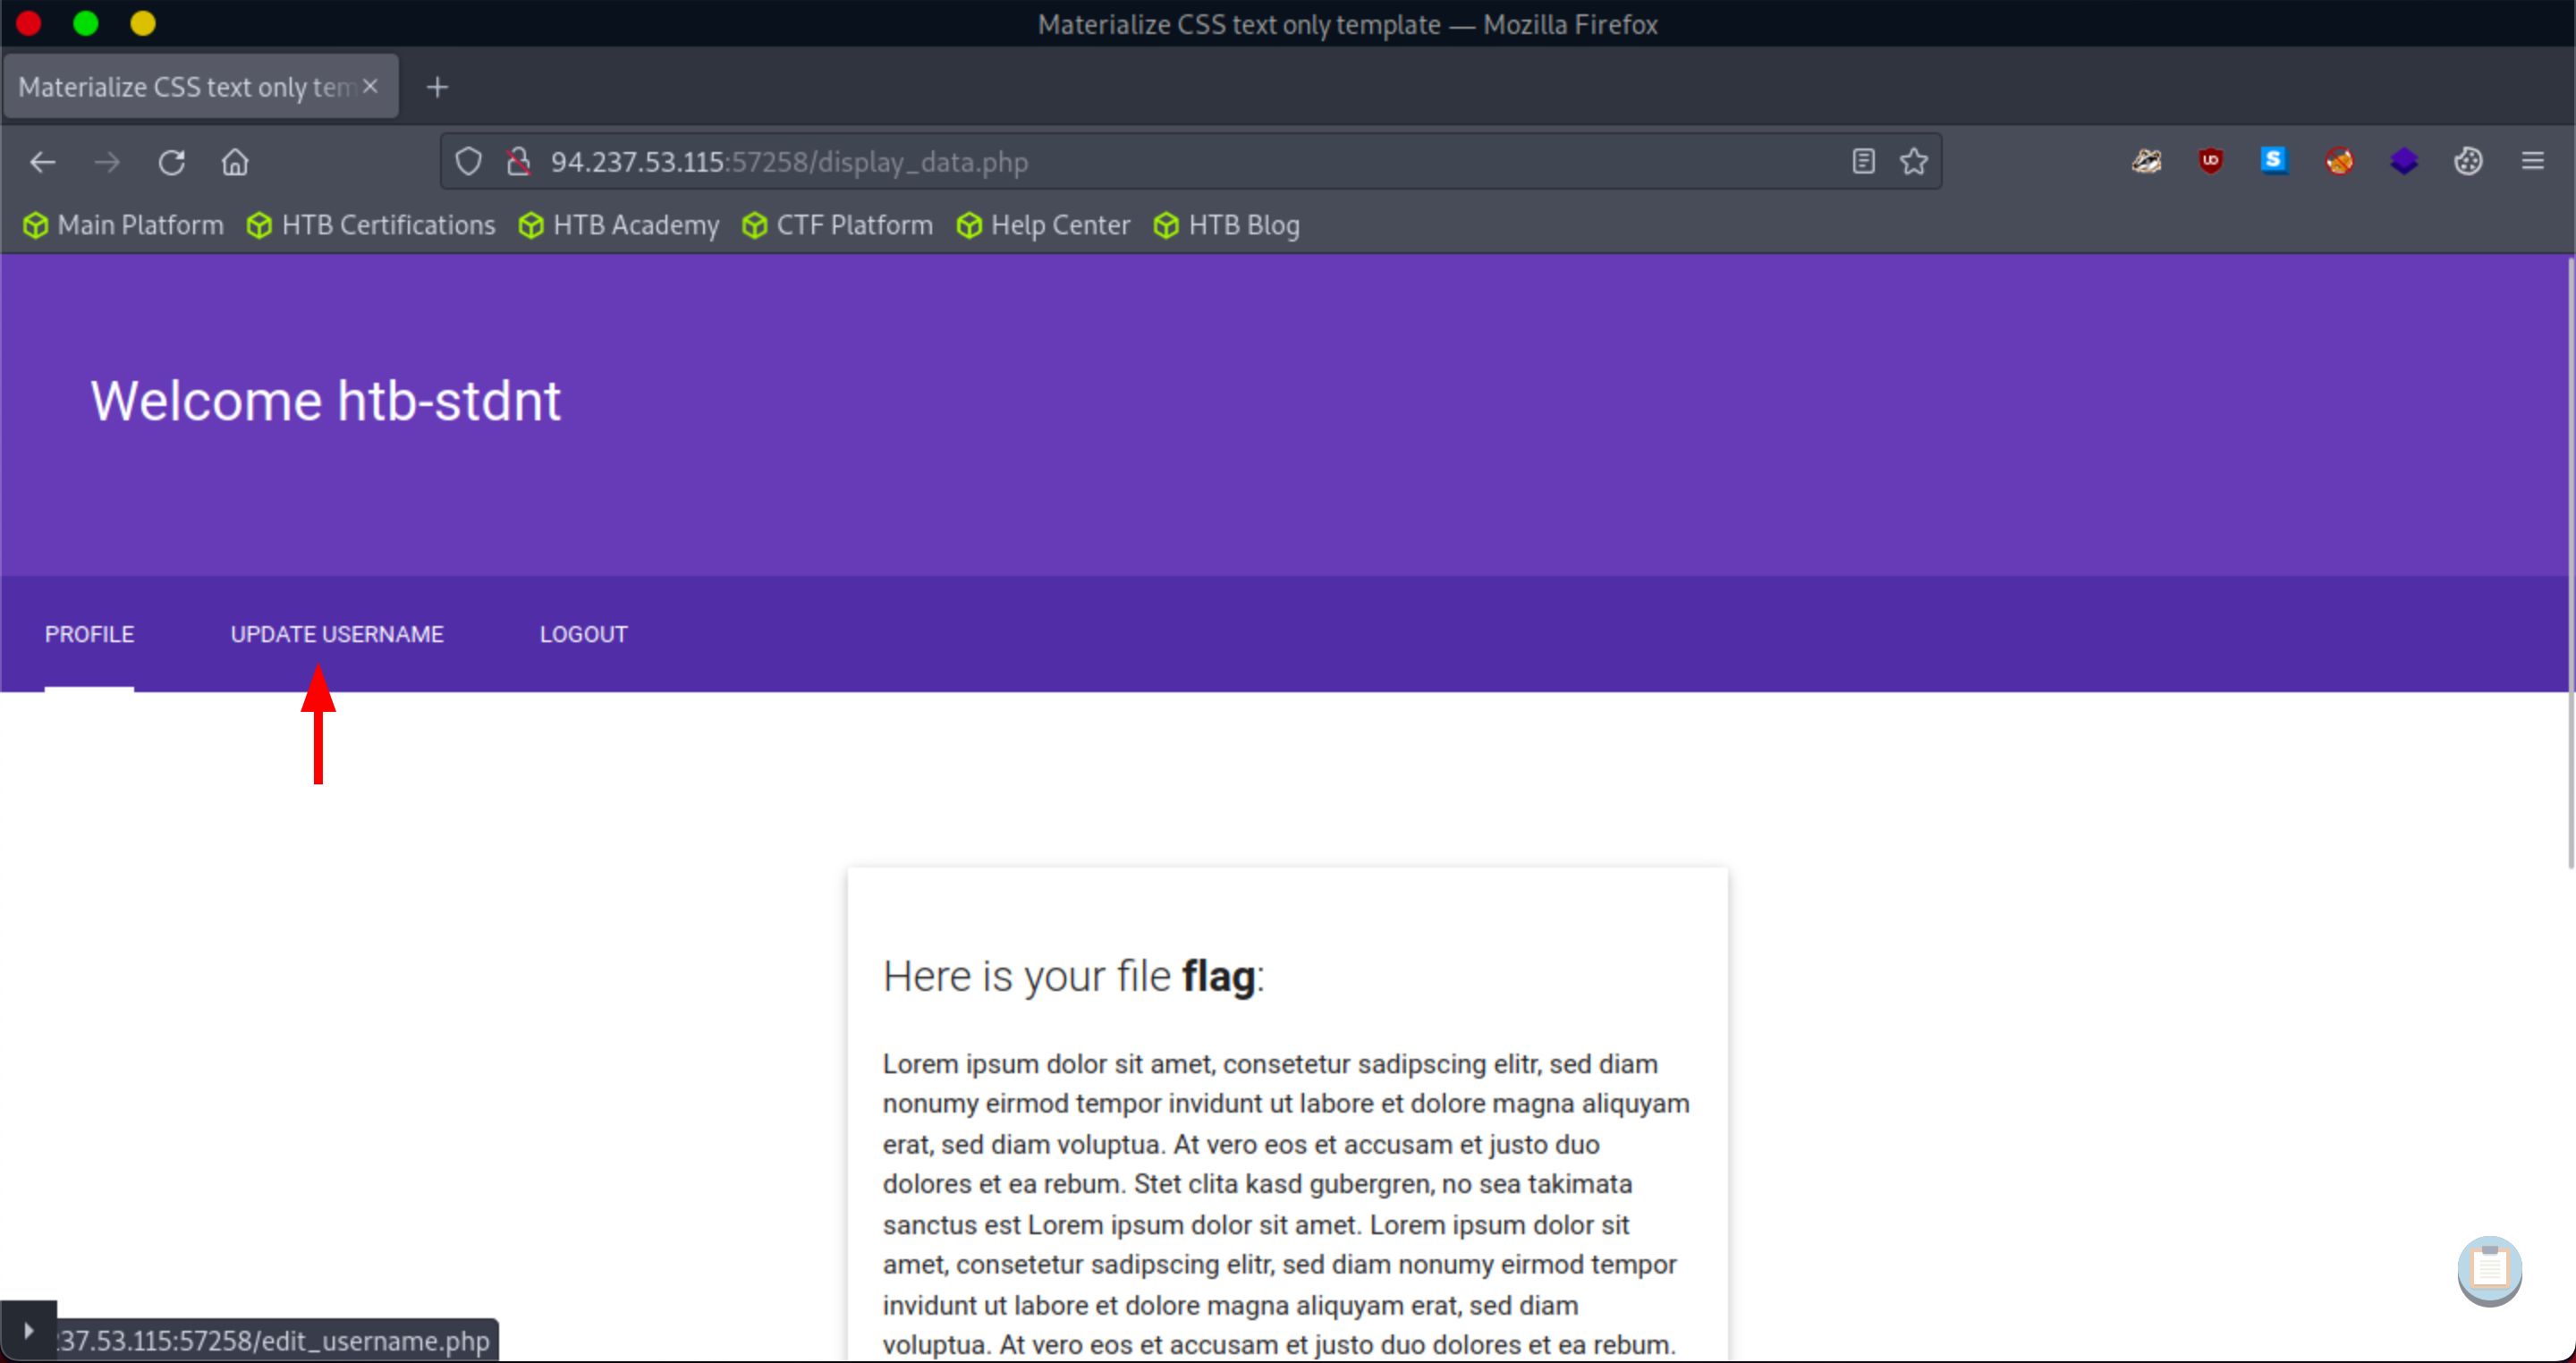 Materialize CSS text only template — Mozilla Firefox
Materialize CSS text only tem
94.237.53.115:57258/display_data.php
Main Platform HTB Certifications HTB Academy CTF Platform Help Center HTB Blog
Welcome htb-stdnt
PROFILE UPDATE USERNAME LOGOUT
Here is your file flag:
Lorem ipsum dolor sit amet, consetetur sadipscing elitr, sed diam
nonumy eirmod tempor invidunt ut labore et dolore magna aliquyam
erat, sed diam voluptua. At vero eos et accusam et justo duo
dolores et ea rebum. Stet clita kasd gubergren, no sea takimata
sanctus est Lorem ipsum dolor sit amet. Lorem ipsum dolor sit
amet, consetetur sadipscing elitr, sed diam nonumy eirmod tempor
invidunt ut labore et dolore magna aliquyam erat, sed diam
voluptua. At vero eos et accusam et justo duo dolores et ea rebum.
37.53.115:57258/edit_username.php